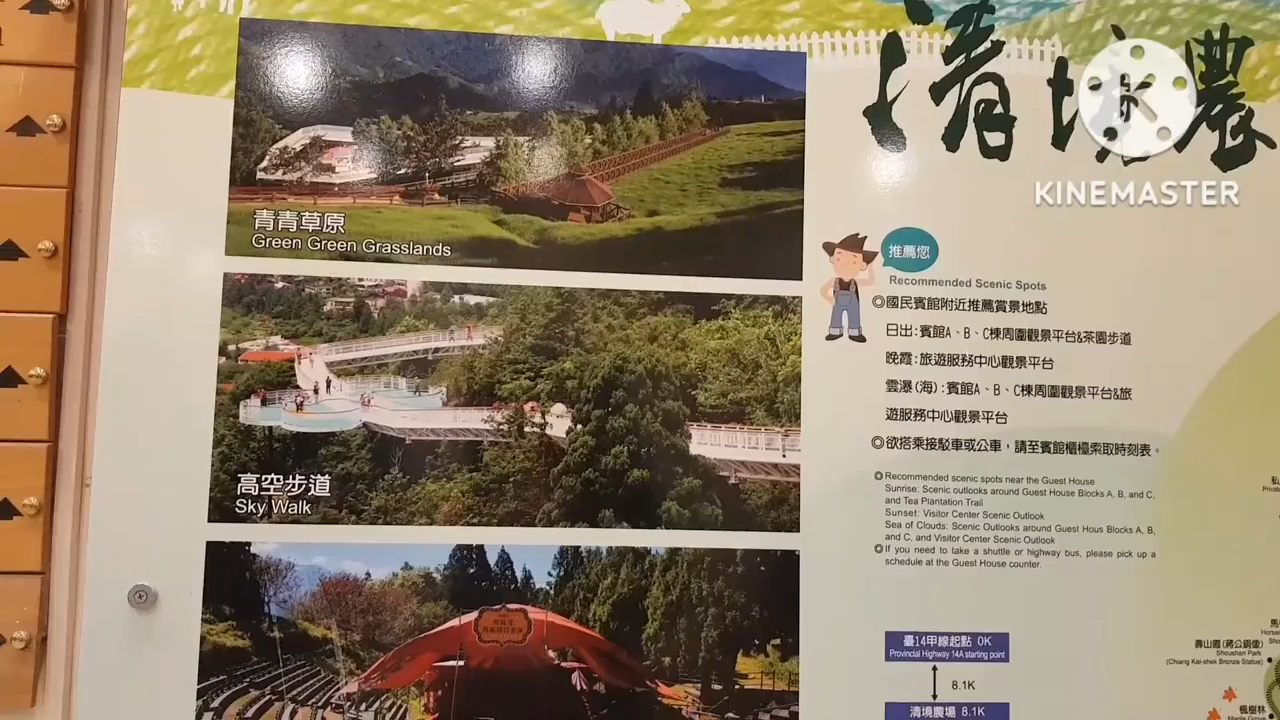 清境農
KINEMASTER
青青草原
Green Green Grasslands
推薦您
Recommended Scenic Spots
◎國民賓館附近推薦賞景地點
日出:賓館A、B、C棟周圍觀景平台&茶園步道
晚霞:旅遊服務中心觀景平台
雲瀑(海):賓館A、B、C棟周圍觀景平台&旅
遊服務中心觀景平台
◎欲搭乘接駁車或公車,請至賓館櫃檯索取時刻表。
高空步道
Sky Walk
◎Recommended scenic spots near the Guest House
Sunrise: Scenic outlooks around Guest House Blocks A, B, and C,
and Tea Plantation Trail
Sunset: Visitor Center Scenic Outlook
Sea of Clouds: Scenic Outlooks around Guest Hous Blocks A, B,
and C, and Visitor Center Scenic Outlook
◎If you need to take a shuttle or highway bus, please pick up a
schedule at the Guest House counter.
臺14甲線起點 0K
Provincial Highway 14A starting point
8.1K
清境農場 8.1K
壽山園(蔣公銅像)
Shoushan Park
(Chiang Kai-shek Bronze Statue)
楓樹林